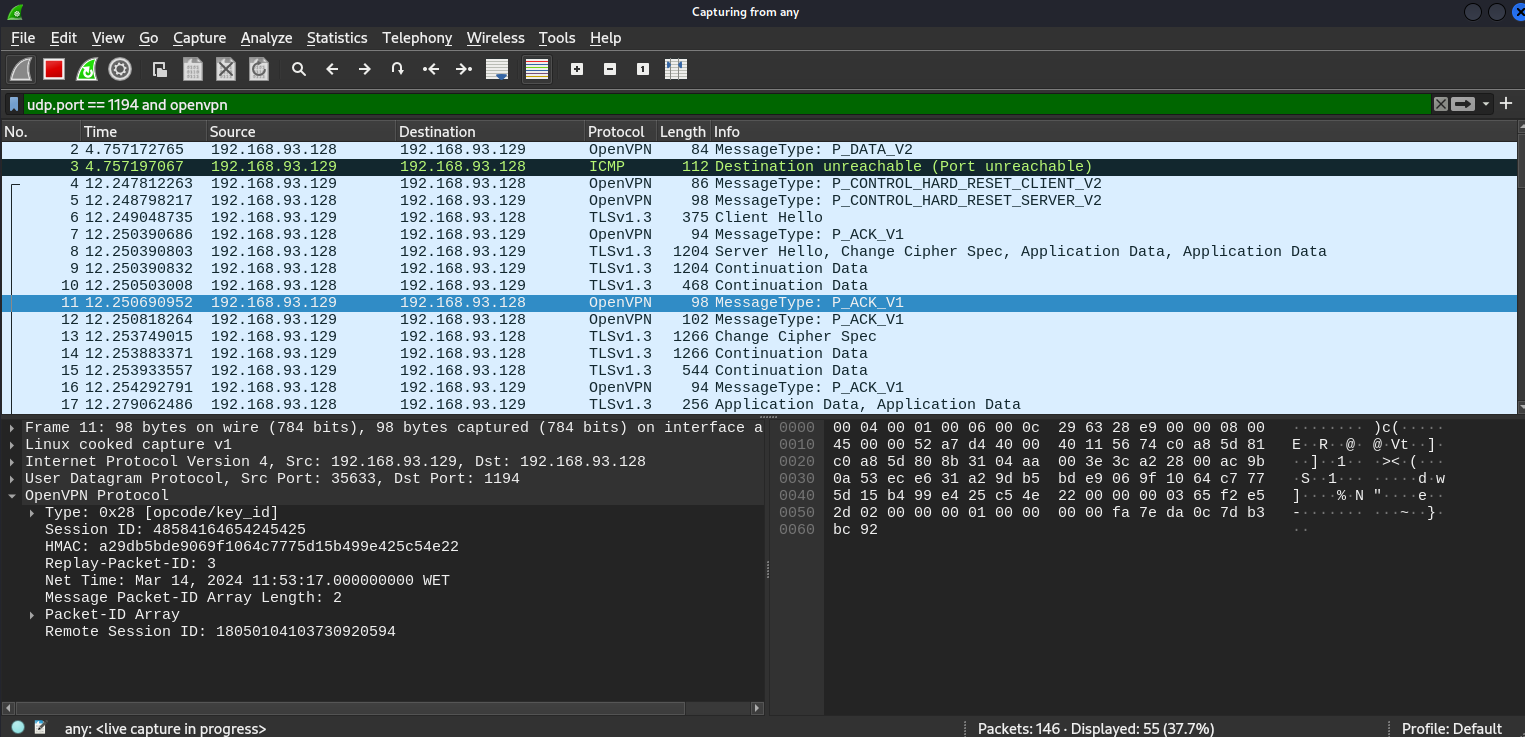 Capturing from any
File Edit View Go Capture Analyze Statistics Telephony Wireless Tools Help
udp.port == 1194 and openvpn
No. Time Source Destination Protocol Length Info
2 4.757172765 192.168.93.128 192.168.93.129 OpenVPN 84 MessageType: P_DATA_V2
3 4.757197067 192.168.93.129 192.168.93.128 ICMP 112 Destination unreachable (Port unreachable)
4 12.247812263 192.168.93.129 192.168.93.128 OpenVPN 86 MessageType: P_CONTROL_HARD_RESET_CLIENT_V2
5 12.248798217 192.168.93.128 192.168.93.129 OpenVPN 98 MessageType: P_CONTROL_HARD_RESET_SERVER_V2
6 12.249048735 192.168.93.129 192.168.93.128 TLSv1.3 375 Client Hello
7 12.250390686 192.168.93.128 192.168.93.129 OpenVPN 94 MessageType: P_ACK_V1
8 12.250390803 192.168.93.128 192.168.93.129 TLSv1.3 1204 Server Hello, Change Cipher Spec, Application Data, Application Data
9 12.250390832 192.168.93.128 192.168.93.129 TLSv1.3 1204 Continuation Data
10 12.250503008 192.168.93.128 192.168.93.129 TLSv1.3 468 Continuation Data
11 12.250690952 192.168.93.129 192.168.93.128 OpenVPN 98 MessageType: P_ACK_V1
12 12.250818264 192.168.93.129 192.168.93.128 OpenVPN 102 MessageType: P_ACK_V1
13 12.253749015 192.168.93.129 192.168.93.128 TLSv1.3 1266 Change Cipher Spec
14 12.253883371 192.168.93.129 192.168.93.128 TLSv1.3 1266 Continuation Data
15 12.253933557 192.168.93.129 192.168.93.128 TLSv1.3 544 Continuation Data
16 12.254292791 192.168.93.128 192.168.93.129 OpenVPN 94 MessageType: P_ACK_V1
17 12.279062486 192.168.93.128 192.168.93.129 TLSv1.3 256 Application Data, Application Data
Frame 11: 98 bytes on wire (784 bits), 98 bytes captured (784 bits) on interface a
Linux cooked capture v1
Internet Protocol Version 4, Src: 192.168.93.129, Dst: 192.168.93.128
User Datagram Protocol, Src Port: 35633, Dst Port: 1194
OpenVPN Protocol
Type: 0x28 [opcode/key_id]
Session ID: 48584164654245425
HMAC: a29db5bde9069f1064c7775d15b499e425c54e22
Replay-Packet-ID: 3
Net Time: Mar 14, 2024 11:53:17.000000000 WET
Message Packet-ID Array Length: 2
Packet-ID Array
Remote Session ID: 18050104103730920594
0000 00 04 00 01 00 06 00 0c 29 63 28 e9 00 00 08 00 ········ )c(·····
0010 45 00 00 52 a7 d4 40 00 40 11 56 74 c0 a8 5d 81 E··R··@· @·Vt··]·
0020 c0 a8 5d 80 8b 31 04 aa 00 3e 3c a2 28 00 ac 9b ··]··1·· ·><·(···
0030 0a 53 ec e6 31 a2 9d b5 bd e9 06 9f 10 64 c7 77 ·S··1··· ·····d·w
0040 5d 15 b4 99 e4 25 c5 4e 22 00 00 00 03 65 f2 e5 ]····%·N "····e··
0050 2d 02 00 00 00 01 00 00 00 00 fa 7e da 0c 7d b3 -······· ···~··}·
0060 bc 92 ··
any: <live capture in progress>
Packets: 146 · Displayed: 55 (37.7%)
Profile: Default